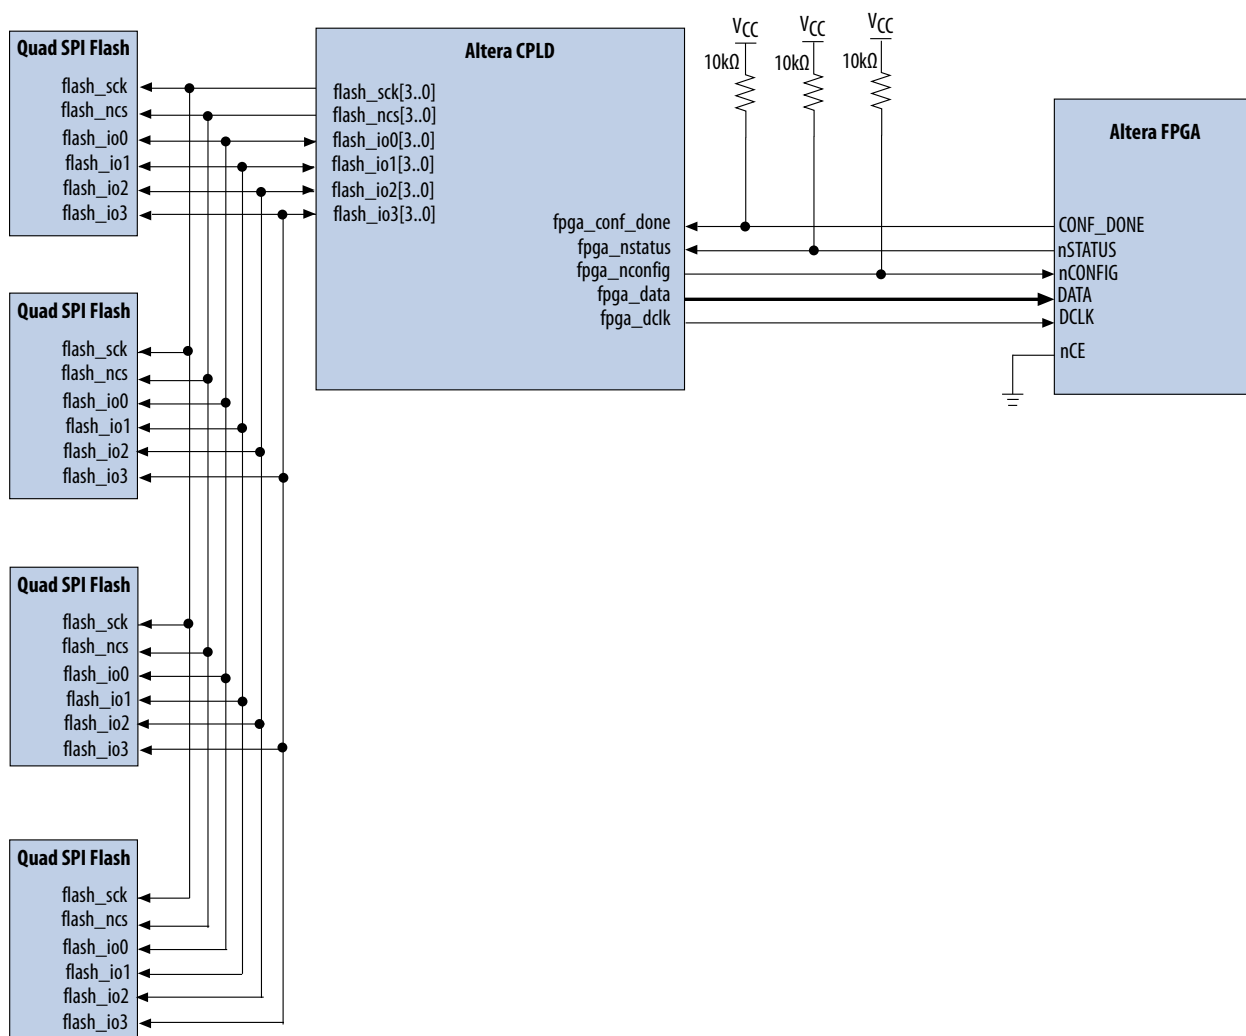 Quad SPI Flash
flash_sck
flash_ncs
flash_io0
flash_io1
flash_io2
flash_io3
Quad SPI Flash
flash_sck
flash_ncs
flash_io0
flash_io1
flash_io2
flash_io3
Quad SPI Flash
flash_sck
flash_ncs
flash_io0
flash_io1
flash_io2
flash_io3
Quad SPI Flash
flash_sck
flash_ncs
flash_io0
flash_io1
flash_io2
flash_io3
Altera CPLD
flash_sck[3..0]
flash_ncs[3..0]
flash_io0[3..0]
flash_io1[3..0]
flash_io2[3..0]
flash_io3[3..0]
fpga_conf_done
fpga_nstatus
fpga_nconfig
fpga_data
fpga_dclk
VCC
10kΩ
VCC
10kΩ
VCC
10kΩ
Altera FPGA
CONF_DONE
nSTATUS
nCONFIG
DATA
DCLK
nCE